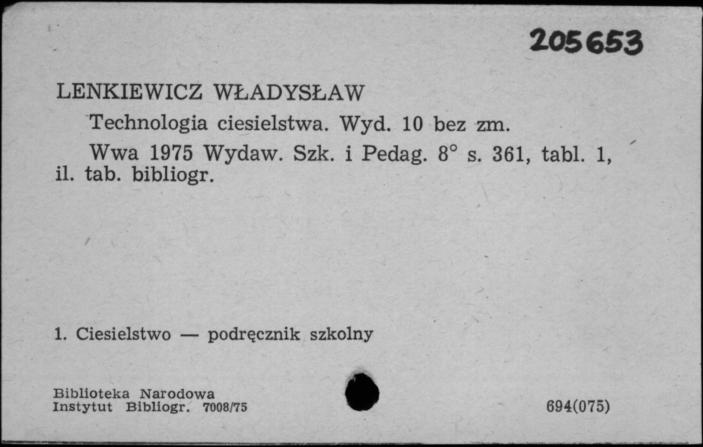 205653
LENKIEWICZ WŁADYSŁAW
Technologia ciesielstwa. Wyd. 10 bez zm.
Wwa 1975 Wydaw. Szk. i Pedag. 8° s. 361, tabl. 1,
il. tab. bibliogr.
1. Ciesielstwo — podręcznik szkolny
Biblioteka Narodowa
Instytut Bibliogr. 7008/75
694(075)